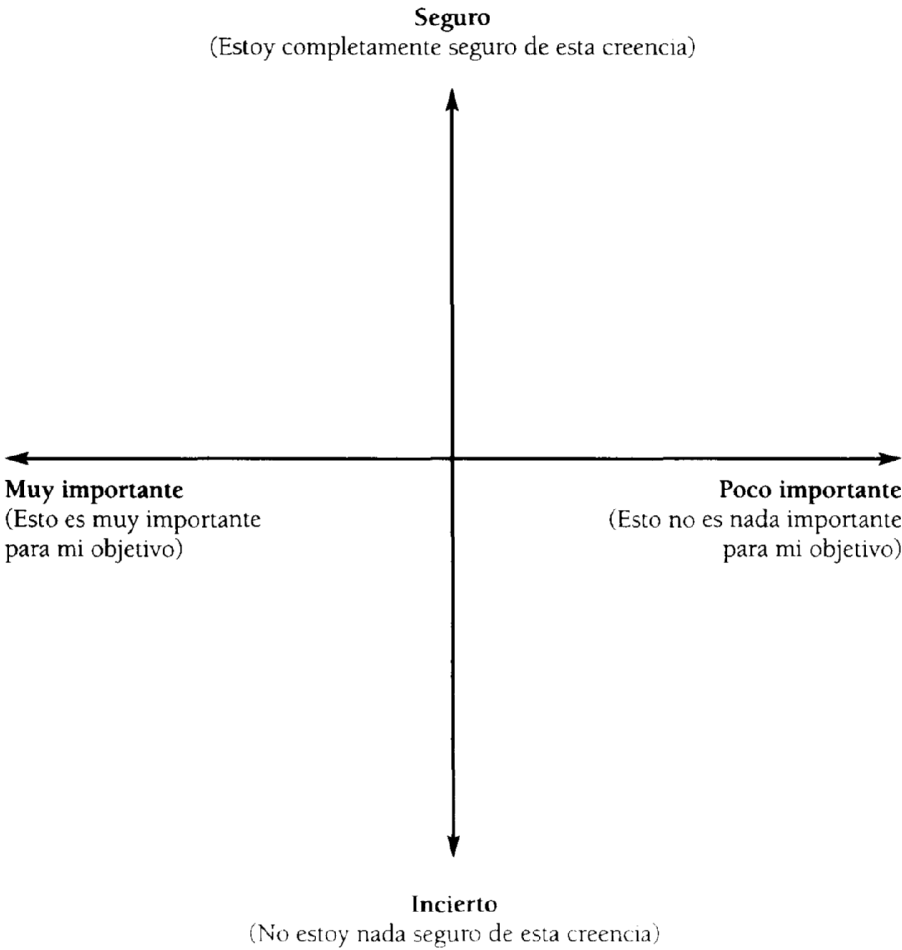 Seguro
(Estoy completamente seguro de esta creencia)
Muy importante
(Esto es muy importante
para mi objetivo)
Poco importante
(Esto no es nada importante
para mi objetivo)
Incierto
(No estoy nada seguro de esta creencia)